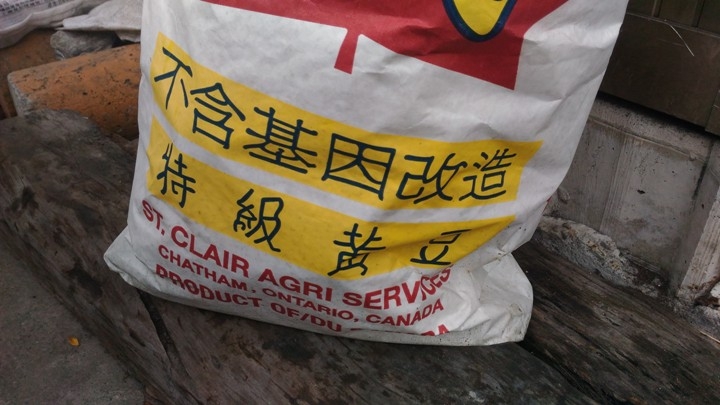 不含基因改造
特級黃豆
ST. CLAIR AGRI SERVICES
CHATHAM, ONTARIO, CANADA
PRODUCT OF/DU